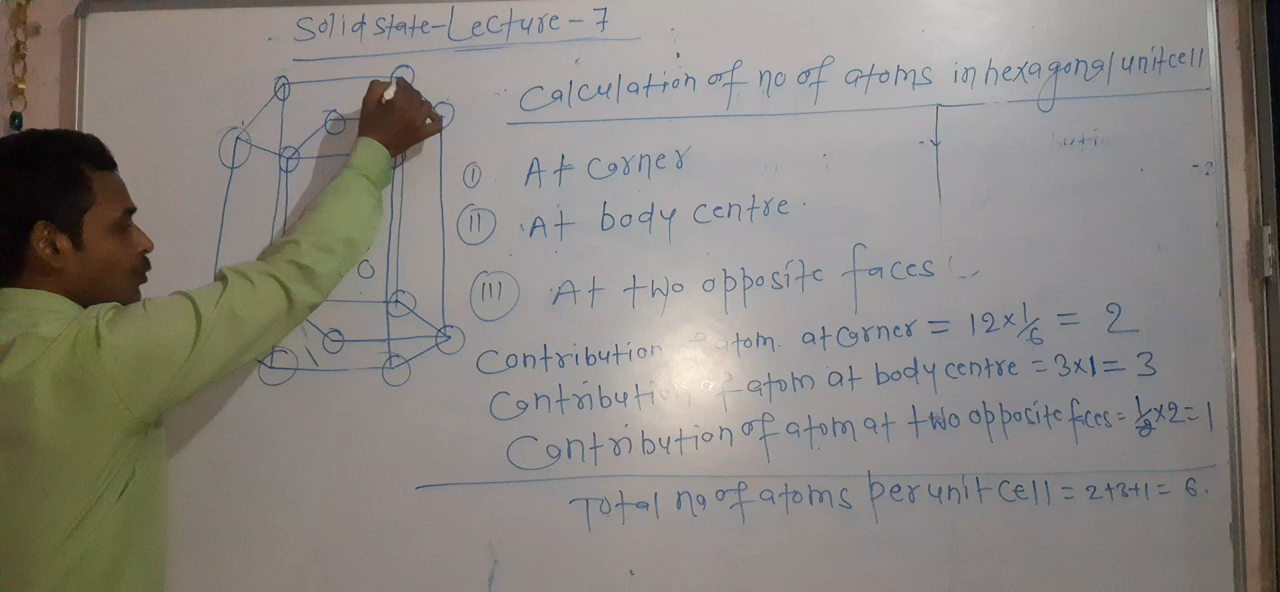 Solid state-Lecture-7
Calculation of no of atoms in hexagonal unitcell
(I) At corner
(II) At body centre.
(III) At two opposite faces
Contribution atom at corner = 12×1/6 = 2
Contribution of atom at body centre = 3×1 = 3
Contribution of atom at two opposite faces = 1/2×2=1
Total no of atoms per unit cell = 2+3+1 = 6.